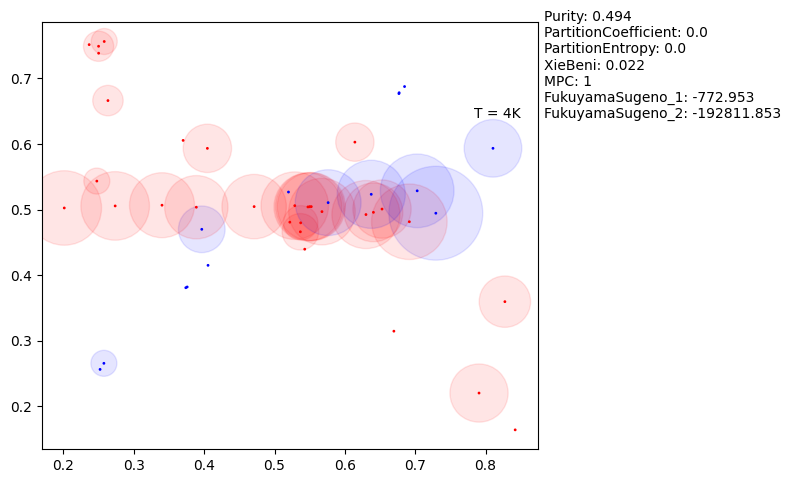 Purity: 0.494
PartitionCoefficient: 0.0
PartitionEntropy: 0.0
XieBeni: 0.022
MPC: 1
FukuyamaSugeno_1: -772.953
FukuyamaSugeno_2: -192811.853
T = 4K
0.7
0.6
0.5
0.4
0.3
0.2
0.2 0.3 0.4 0.5 0.6 0.7 0.8